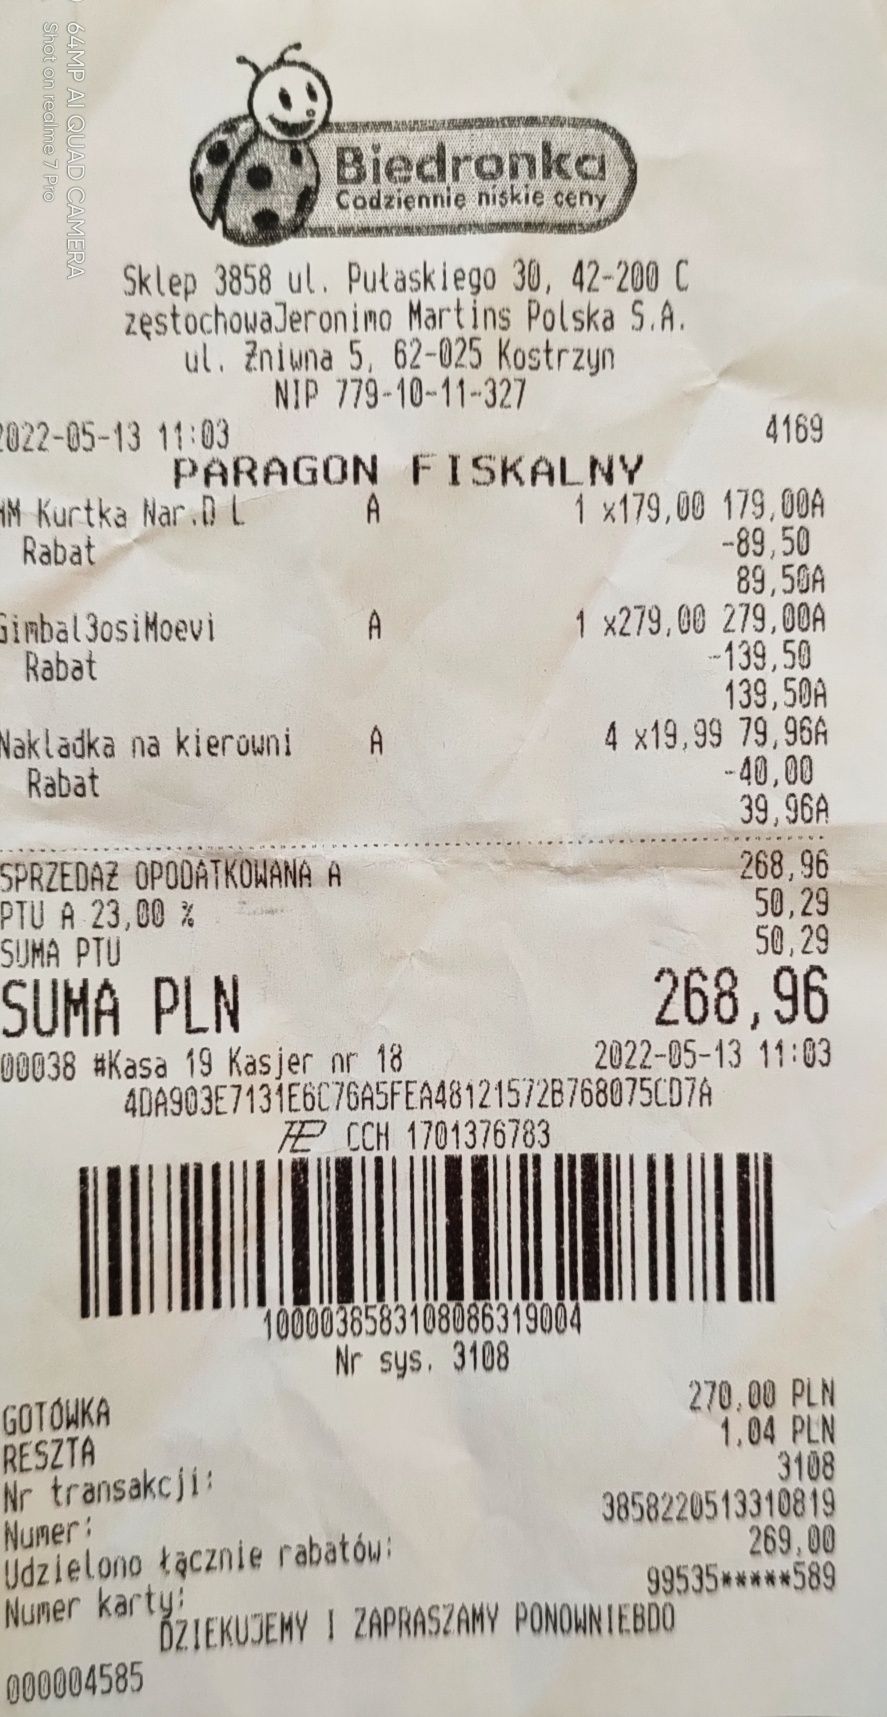 64MP AI QUAD CAMERA
Shot on realme 7 Pro
Biedronka
Codziennie niskie ceny
Sklep 3858 ul. Pułaskiego 30, 42-200 C
zęstochowaJeronimo Martins Polska S.A.
ul. Żniwna 5, 62-025 Kostrzyn
NIP 779-10-11-327
2022-05-13 11:03 4169
PARAGON FISKALNY
HM Kurtka Nar.D L A 1 x179,00 179,00A
Rabat -89,50
89,50A
Gimbal3osiMoevi A 1 x279,00 279,00A
Rabat -139,50
139,50A
Nakladka na kierowni A 4 x19,99 79,96A
Rabat -40,00
39,96A
SPRZEDAŻ OPODATKOWANA A 268,96
PTU A 23,00 % 50,29
SUMA PTU 50,29
SUMA PLN 268,96
00038 #Kasa 19 Kasjer nr 18 2022-05-13 11:03
4DA903E7131E6C76A5FEA48121572B768075CD7A
CCH 1701376783
1000038583108086319004
Nr sys. 3108
GOTÓWKA 270,00 PLN
RESZTA 1,04 PLN
Nr transakcji: 3108
Numer: 3858220513310819
Udzielono łącznie rabatów: 269,00
Numer karty: 99535*****589
DZIEKUJEMY I ZAPRASZAMY PONOWNIEBDO
000004585